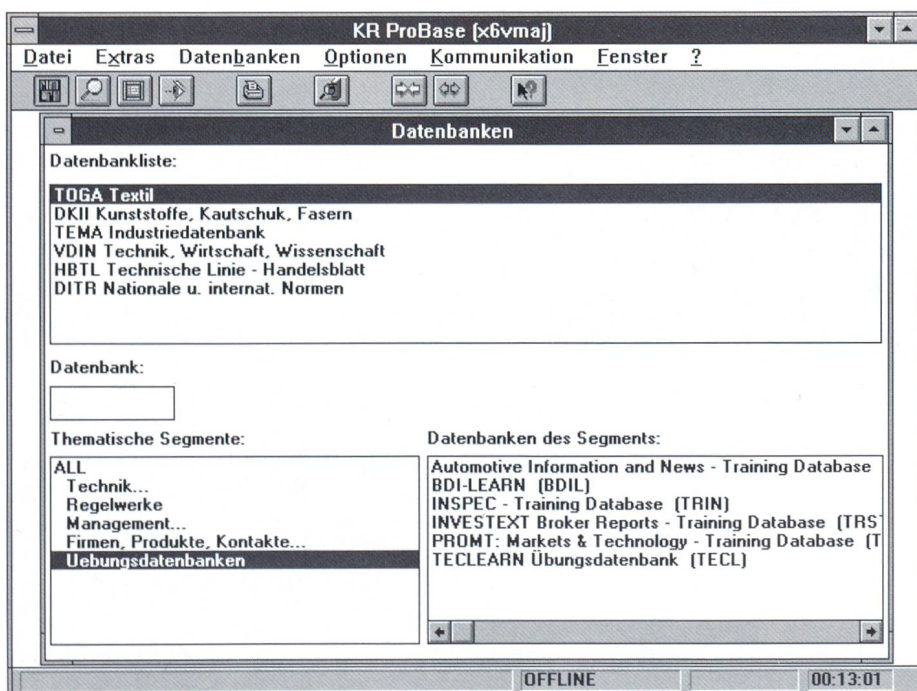 KR ProBase (x6vmaj)
Datei Extras Datenbanken Optionen Kommunikation Fenster ?
Datenbanken
Datenbankliste:
TOGA Textil
DKII Kunststoffe, Kautschuk, Fasern
TEMA Industriedatenbank
VDIN Technik, Wirtschaft, Wissenschaft
HBTL Technische Linie - Handelsblatt
DITR Nationale u. internat. Normen
Datenbank:
Thematische Segmente:
ALL
Technik...
Regelwerke
Management...
Firmen, Produkte, Kontakte...
Uebungsdatenbanken
Datenbanken des Segments:
Automotive Information and News - Training Database
BDI-LEARN (BDIL)
INSPEC - Training Database (TRIN)
INVESTEXT Broker Reports - Training Database (TRST
PROMT: Markets & Technology - Training Database (T
TECLEARN Übungsdatenbank (TECL)
OFFLINE
00:13:01